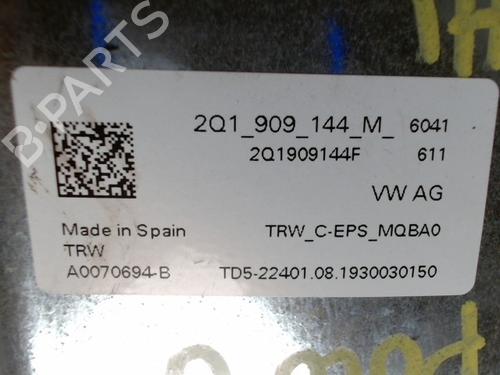 2Q1_909_144_M_ 6041
2Q1909144F 611
VW AG
Made in Spain TRW_C-EPS_MQBA0
TRW
A0070694-B TD5-22401.08.1930030150
B-PARTS